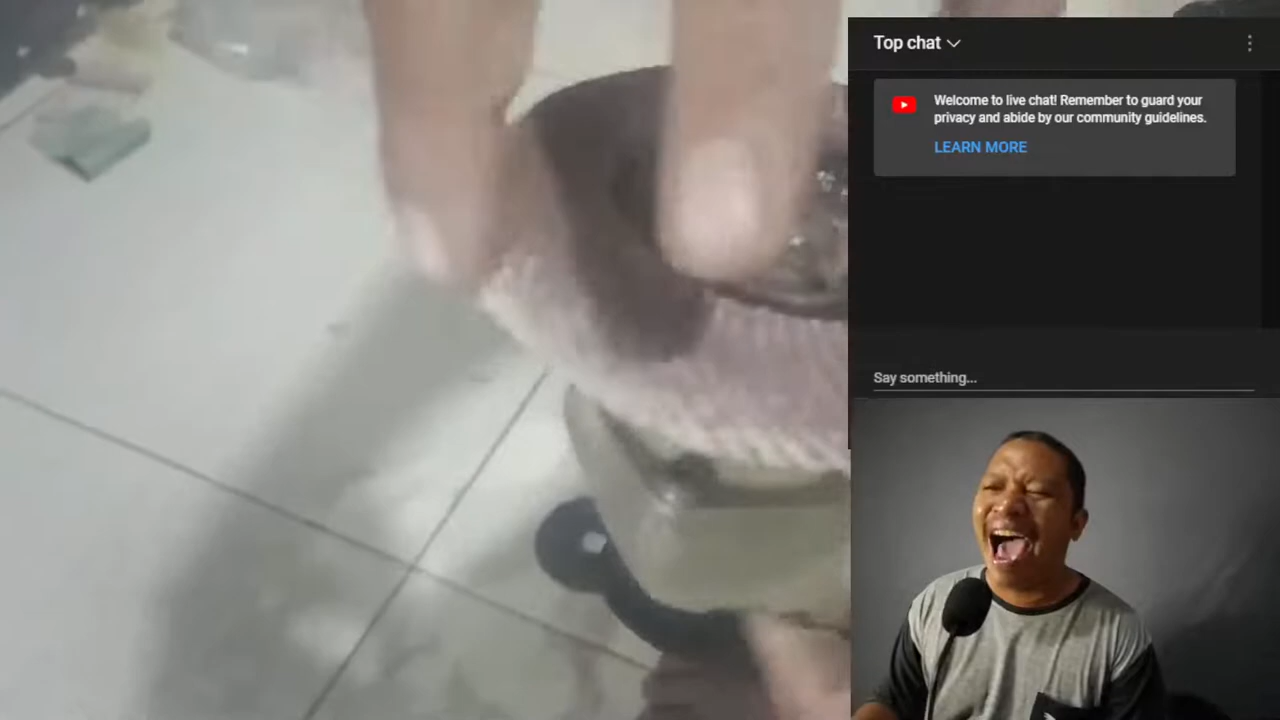 Top chat
Welcome to live chat! Remember to guard your
privacy and abide by our community guidelines.
LEARN MORE
Say something...